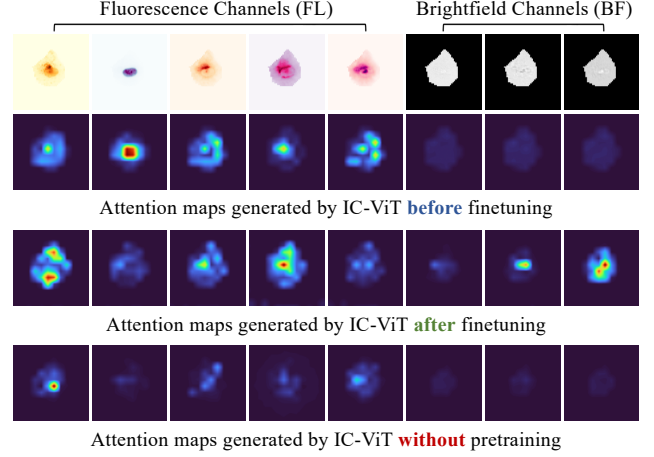 Fluorescence Channels (FL)
Brightfield Channels (BF)
Attention maps generated by IC-ViT before finetuning
Attention maps generated by IC-ViT after finetuning
Attention maps generated by IC-ViT without pretraining